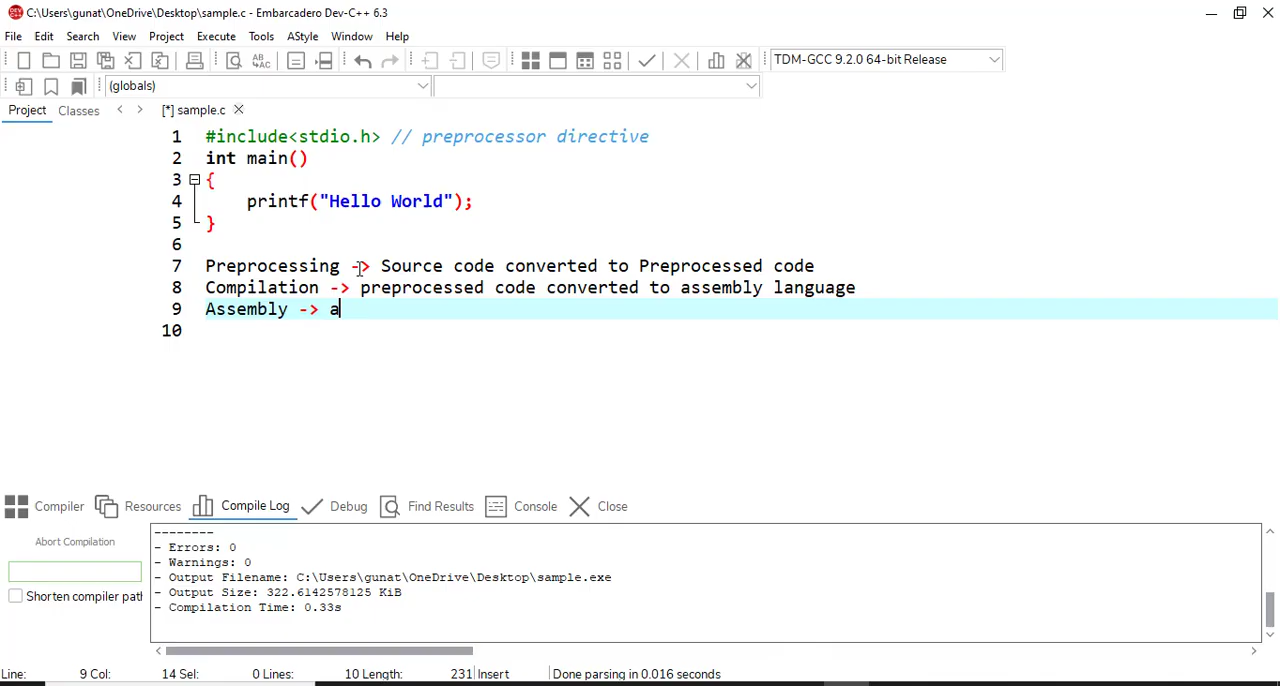 C:\Users\gunat\OneDrive\Desktop\sample.c - Embarcadero Dev-C++ 6.3
File Edit Search View Project Execute Tools AStyle Window Help
TDM-GCC 9.2.0 64-bit Release
(globals)
Project Classes [*] sample.c
1 #include<stdio.h> // preprocessor directive
2 int main()
3 {
4 printf("Hello World");
5 }
6
7 Preprocessing -> Source code converted to Preprocessed code
8 Compilation -> preprocessed code converted to assembly language
9 Assembly -> a
10
Compiler Resources Compile Log Debug Find Results Console Close
Abort Compilation
Shorten compiler path
--------
- Errors: 0
- Warnings: 0
- Output Filename: C:\Users\gunat\OneDrive\Desktop\sample.exe
- Output Size: 322.6142578125 KiB
- Compilation Time: 0.33s
Line: 9 Col: 14 Sel: 0 Lines: 10 Length: 231 Insert Done parsing in 0.016 seconds